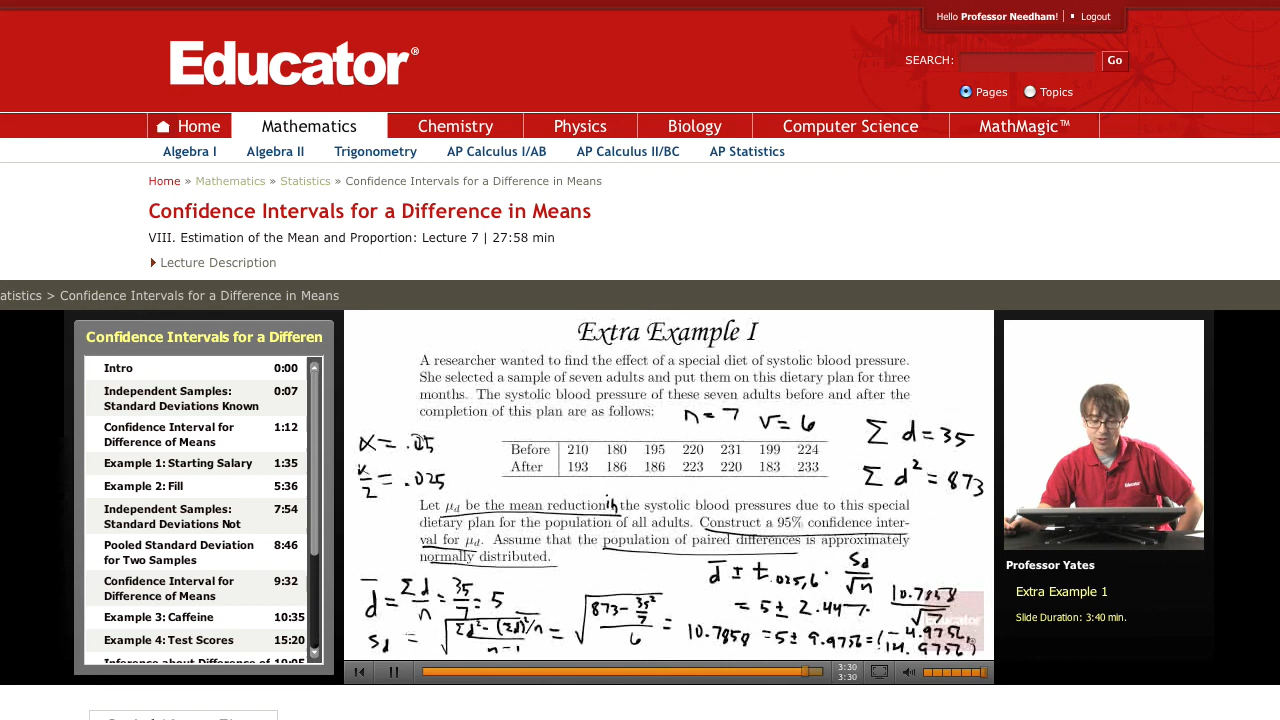 Hello Professor Needham! Logout
Educator®
SEARCH: Go
Pages Topics
Home Mathematics Chemistry Physics Biology Computer Science MathMagic™
Algebra I Algebra II Trigonometry AP Calculus I/AB AP Calculus II/BC AP Statistics
Home » Mathematics » Statistics » Confidence Intervals for a Difference in Means
Confidence Intervals for a Difference in Means
VIII. Estimation of the Mean and Proportion: Lecture 7 | 27:58 min
Lecture Description
atistics > Confidence Intervals for a Difference in Means
Confidence Intervals for a Differen
Intro 0:00
Independent Samples: 0:07
Standard Deviations Known
Confidence Interval for 1:12
Difference of Means
Example 1: Starting Salary 1:35
Example 2: Fill 5:36
Independent Samples: 7:54
Standard Deviations Not
Pooled Standard Deviation 8:46
for Two Samples
Confidence Interval for 9:32
Difference of Means
Example 3: Caffeine 10:35
Example 4: Test Scores 15:20
Inference about Difference of 19:05
Extra Example I
A researcher wanted to find the effect of a special diet of systolic blood pressure.
She selected a sample of seven adults and put them on this dietary plan for three
months. The systolic blood pressure of these seven adults before and after the
completion of this plan are as follows:
n = 7 v = 6
α = .05
α/2 = .025
Before 210 180 195 220 231 199 224
After 193 186 186 223 220 183 233
Σ d = 35
Σ d² = 873
Let μd be the mean reduction in the systolic blood pressures due to this special
dietary plan for the population of all adults. Construct a 95% confidence inter-
val for μd. Assume that the population of paired differences is approximately
normally distributed.
d̄ = Σd/n = 35/7 = 5
sd = √((Σd² - (Σd)²/n)/(n-1)) = √((873 - 35²/7)/6) = 10.7858
d̄ ± t.025,6 · sd/√n
= 5 ± 2.447 · 10.7858/√7
= 5 ± 9.9756 = (-4.9756, 14.9756)
3:30
3:30
Professor Yates
Extra Example 1
Slide Duration: 3:40 min.